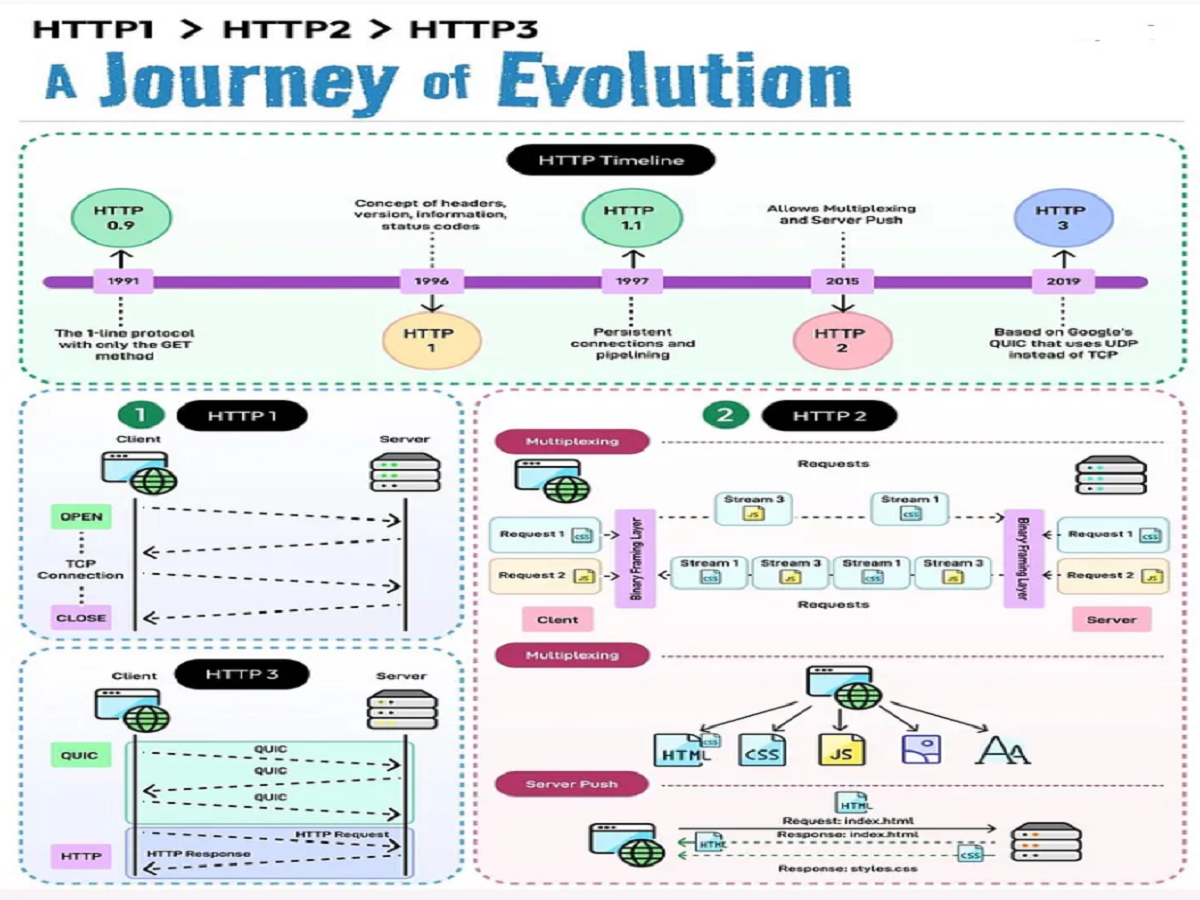 HTTP1 > HTTP2 > HTTP3
A Journey of Evolution
HTTP Timeline
HTTP
0.9
1991
The 1-line protocol
with only the GET
method
Concept of headers,
version, information,
status codes
1996
HTTP
1
HTTP
1.1
1997
Persistent
connections and
pipelining
Allows Multiplexing
and Server Push
2015
HTTP
2
HTTP
3
2019
Based on Google's
QUIC that uses UDP
instead of TCP
1 HTTP 1
Client
Server
OPEN
TCP
Connection
CLOSE
HTTP 3
Client
Server
QUIC
QUIC
QUIC
QUIC
HTTP Request
HTTP
HTTP Response
2 HTTP 2
Multiplexing
Requests
Stream 3
JS
Stream 1
CSS
Request 1 CSS
Request 2 JS
Binary Framing Layer
Stream 1
CSS
Stream 3
JS
Stream 1
CSS
Stream 3
JS
Binary Framing Layer
Request 1 CSS
Request 2 JS
Requests
Clent
Server
Multiplexing
HTML
CSS
CSS
JS
AA
Server Push
HTML
Request: index.html
Response: index.html
HTML
CSS
Response: styles.css